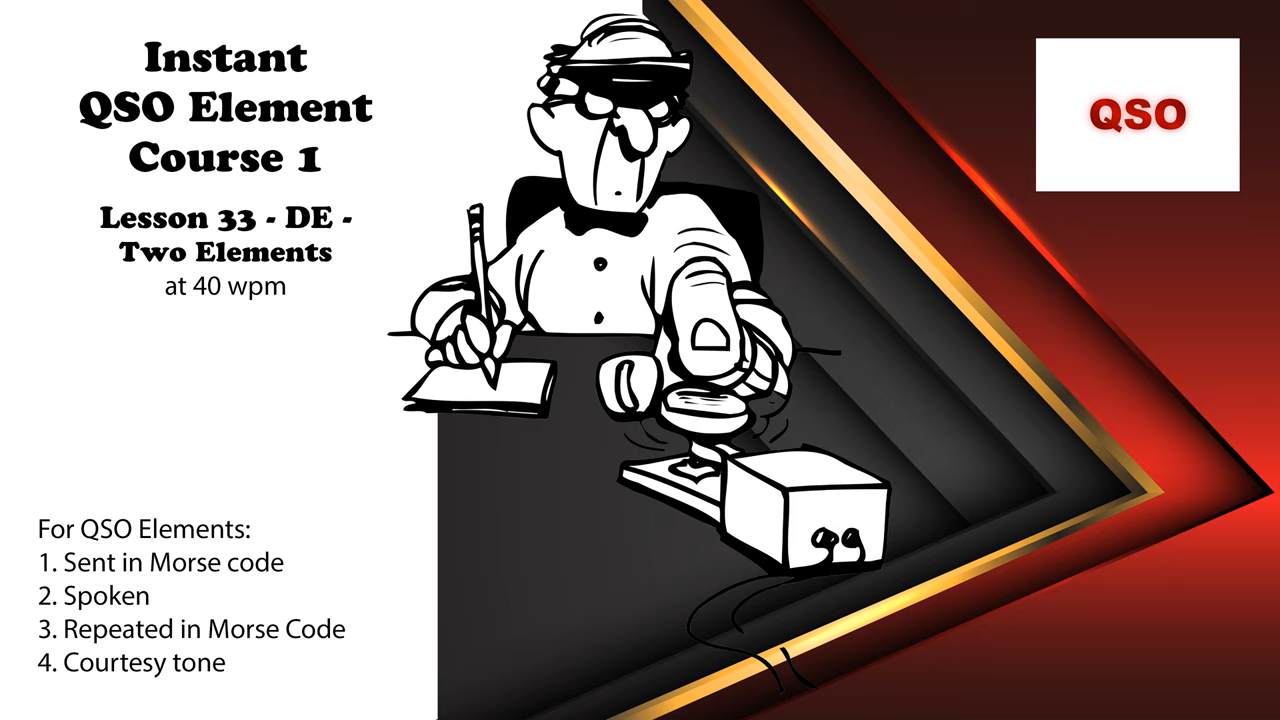 Instant
QSO Element
Course 1
Lesson 33 - DE -
Two Elements
at 40 wpm
QSO
For QSO Elements:
1. Sent in Morse code
2. Spoken
3. Repeated in Morse Code
4. Courtesy tone